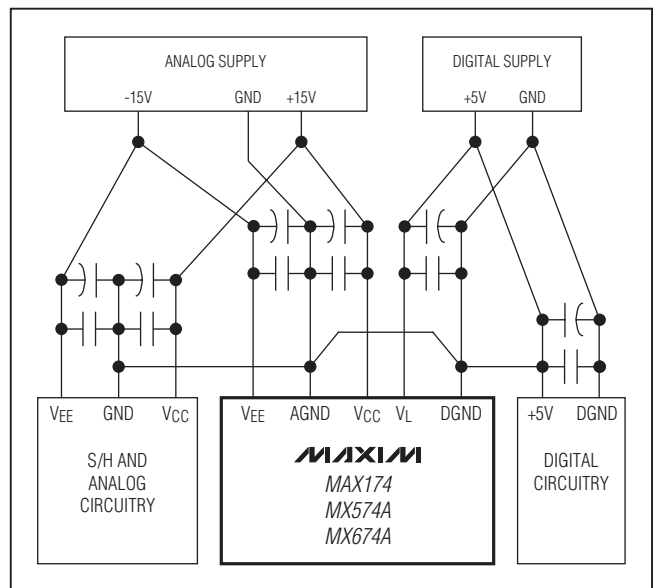 ANALOG SUPPLY
-15V GND +15V
DIGITAL SUPPLY
+5V GND
VEE GND VCC
S/H AND
ANALOG
CIRCUITRY
VEE AGND VCC VL DGND
MAXIM
MAX174
MX574A
MX674A
+5V DGND
DIGITAL
CIRCUITRY